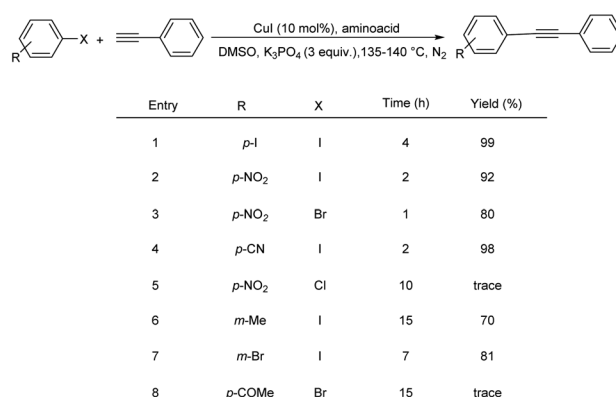 CuI (10 mol%), aminoacid
R X +
DMSO, K3PO4 (3 equiv.),135-140 °C, N2
R
Entry R X Time (h) Yield (%)
1 p-I I 4 99
2 p-NO2 I 2 92
3 p-NO2 Br 1 80
4 p-CN I 2 98
5 p-NO2 Cl 10 trace
6 m-Me I 15 70
7 m-Br I 7 81
8 p-COMe Br 15 trace